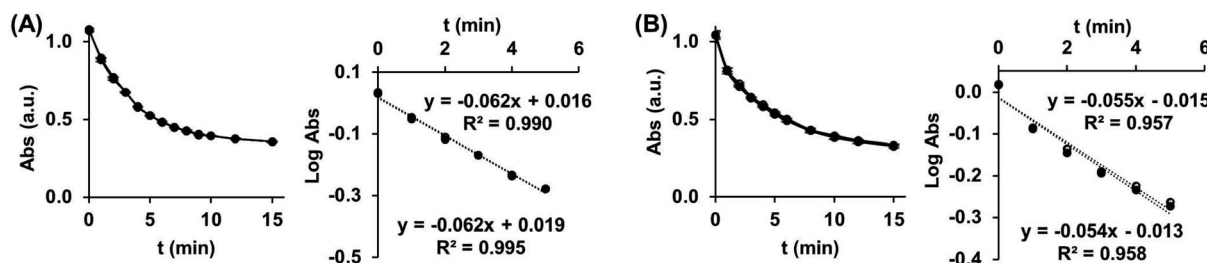 (A)
Abs (a.u.)
1.0
0.5
0.0
0 5 10 15
t (min)
t (min)
0 2 4 6
Log Abs
0.1
-0.1
-0.3
-0.5
y = -0.062x + 0.016
R² = 0.990
y = -0.062x + 0.019
R² = 0.995
(B)
Abs (a.u.)
1.0
0.5
0.0
0 5 10 15
t (min)
t (min)
0 2 4 6
Log Abs
0.0
-0.1
-0.2
-0.3
-0.4
y = -0.055x - 0.015
R² = 0.957
y = -0.054x - 0.013
R² = 0.958